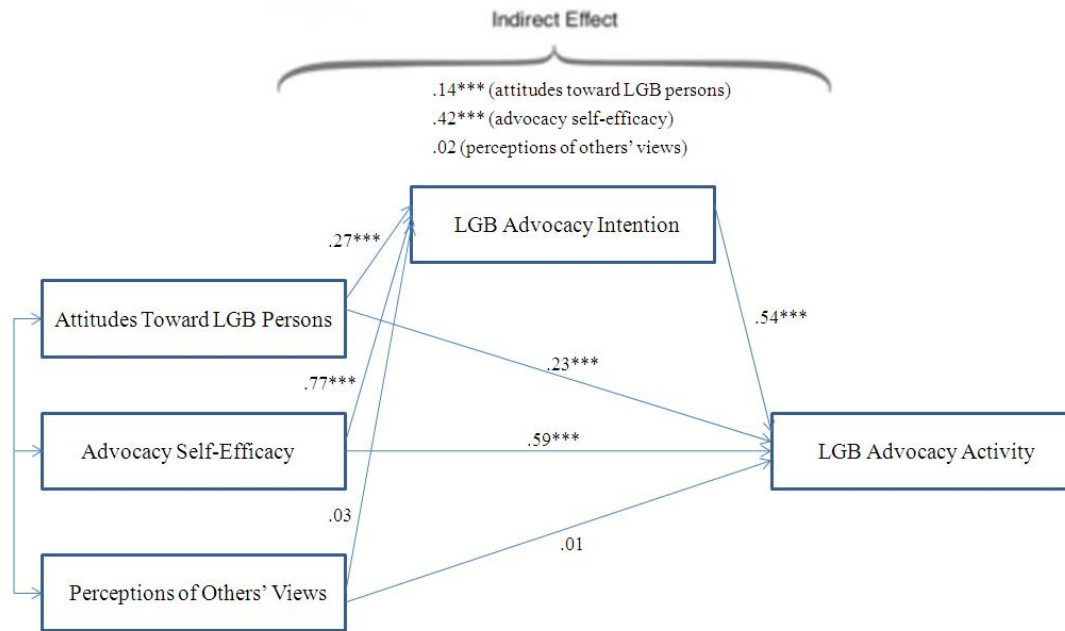 Indirect Effect
.14*** (attitudes toward LGB persons)
.42*** (advocacy self-efficacy)
.02 (perceptions of others’ views)
LGB Advocacy Intention
.27***
Attitudes Toward LGB Persons
.54***
.23***
.77***
Advocacy Self-Efficacy
.59***
LGB Advocacy Activity
.03
.01
Perceptions of Others’ Views